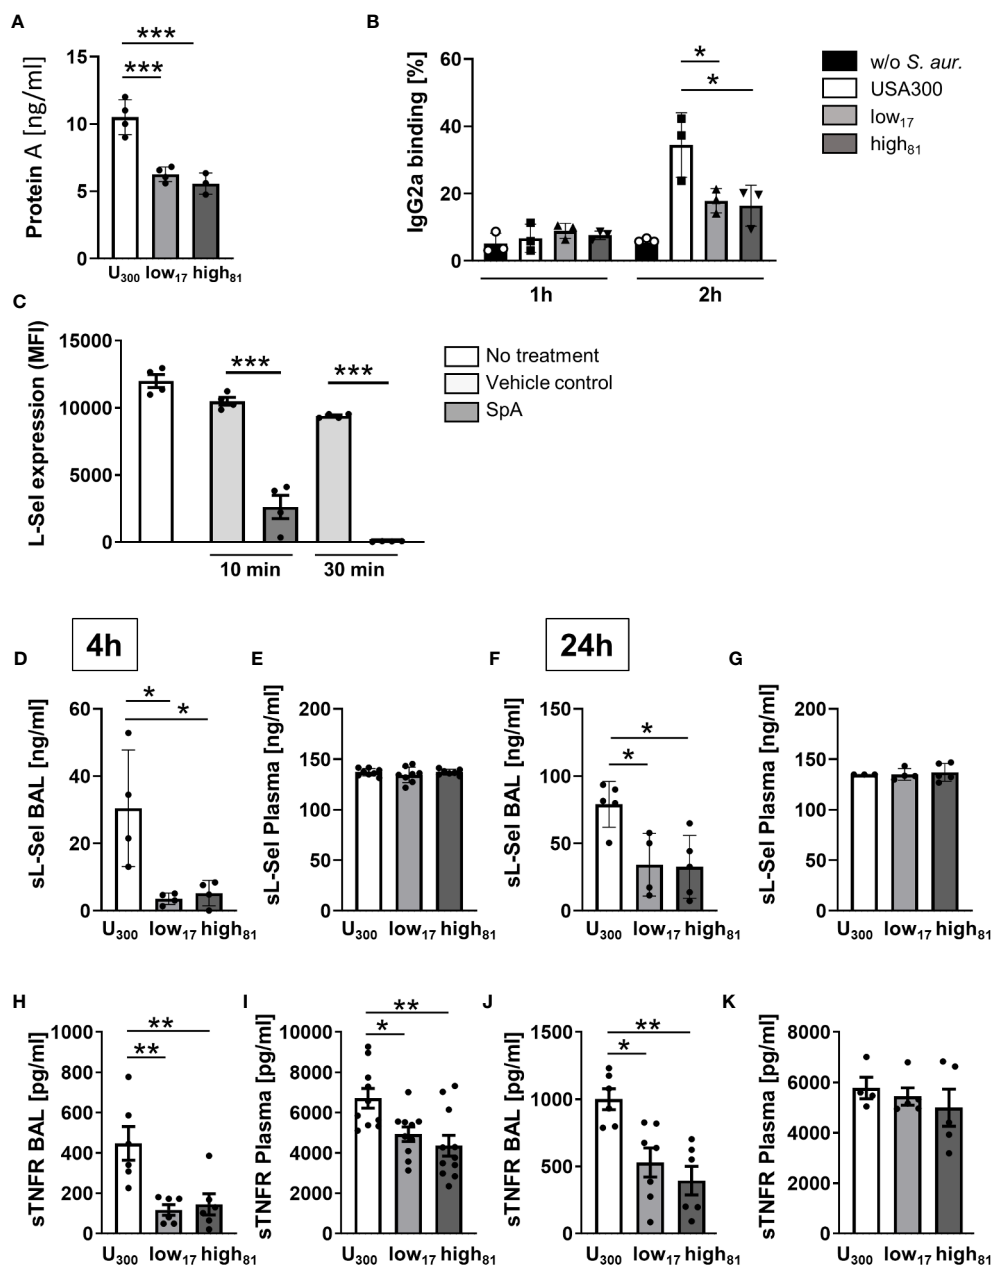 A
Protein A [ng/ml]
15
10
5
0
***
***
U300 low17 high81
B
IgG2a binding [%]
60
40
20
0
*
*
1h 2h
w/o S. aur.
USA300
low17
high81
C
L-Sel expression (MFI)
15000
10000
5000
0
***
***
10 min 30 min
No treatment
Vehicle control
SpA
4h
24h
D
sL-Sel BAL [ng/ml]
60
40
20
0
*
*
U300 low17 high81
E
sL-Sel Plasma [ng/ml]
200
150
100
50
0
U300 low17 high81
F
sL-Sel BAL [ng/ml]
150
100
50
0
*
*
U300 low17 high81
G
sL-Sel Plasma [ng/ml]
200
150
100
50
0
U300 low17 high81
H
sTNFR BAL [pg/ml]
1000
800
600
400
200
0
**
**
U300 low17 high81
I
sTNFR Plasma [pg/ml]
10000
8000
6000
4000
2000
0
**
*
U300 low17 high81
J
sTNFR BAL [pg/ml]
1500
1000
500
0
**
*
U300 low17 high81
K
sTNFR Plasma [pg/ml]
8000
6000
4000
2000
0
U300 low17 high81